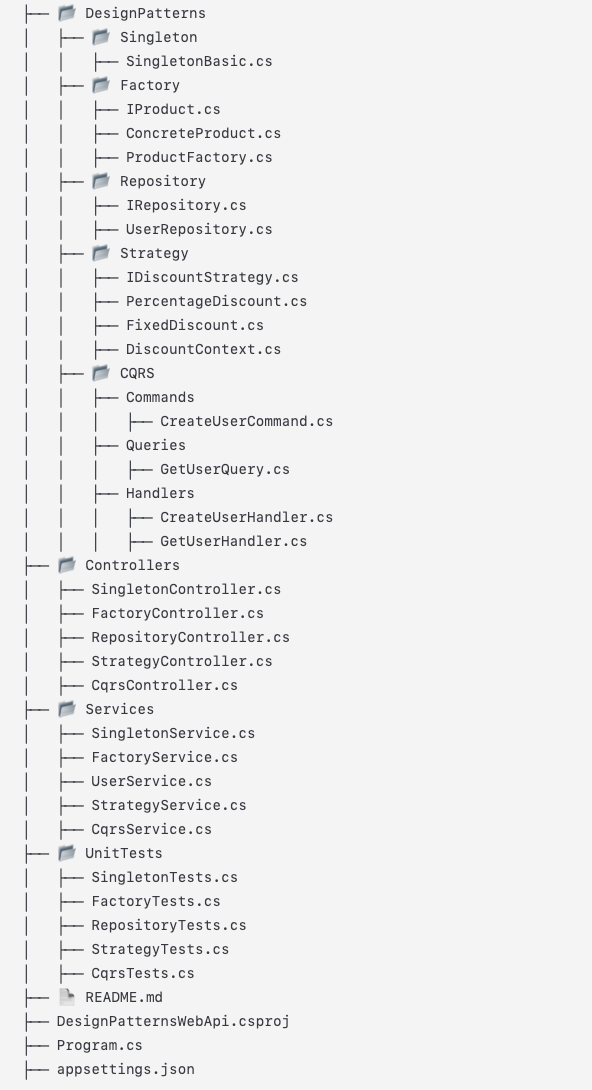 ├── 📂 DesignPatterns
│   ├── 📂 Singleton
│   │   ├── SingletonBasic.cs
│   ├── 📂 Factory
│   │   ├── IProduct.cs
│   │   ├── ConcreteProduct.cs
│   │   ├── ProductFactory.cs
│   ├── 📂 Repository
│   │   ├── IRepository.cs
│   │   ├── UserRepository.cs
│   ├── 📂 Strategy
│   │   ├── IDiscountStrategy.cs
│   │   ├── PercentageDiscount.cs
│   │   ├── FixedDiscount.cs
│   │   ├── DiscountContext.cs
│   ├── 📂 CQRS
│   │   ├── Commands
│   │   │   ├── CreateUserCommand.cs
│   │   ├── Queries
│   │   │   ├── GetUserQuery.cs
│   │   ├── Handlers
│   │   │   ├── CreateUserHandler.cs
│   │   │   ├── GetUserHandler.cs
├── 📂 Controllers
│   ├── SingletonController.cs
│   ├── FactoryController.cs
│   ├── RepositoryController.cs
│   ├── StrategyController.cs
│   ├── CqrsController.cs
├── 📂 Services
│   ├── SingletonService.cs
│   ├── FactoryService.cs
│   ├── UserService.cs
│   ├── StrategyService.cs
│   ├── CqrsService.cs
├── 📂 UnitTests
│   ├── SingletonTests.cs
│   ├── FactoryTests.cs
│   ├── RepositoryTests.cs
│   ├── StrategyTests.cs
│   ├── CqrsTests.cs
├── 📄 README.md
├── DesignPatternsWebApi.csproj
├── Program.cs
├── appsettings.json